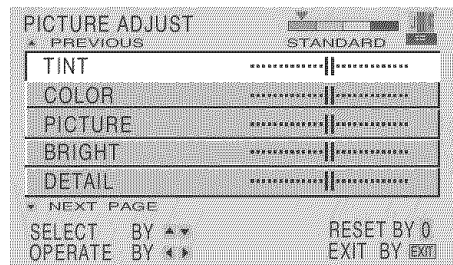 PICTURE ADJUST
▲ PREVIOUS STANDARD
TINT
COLOR
PICTURE
BRIGHT
DETAIL
▼ NEXT PAGE
SELECT BY ▲▼ RESET BY 0
OPERATE BY ◀▶ EXIT BY EXIT